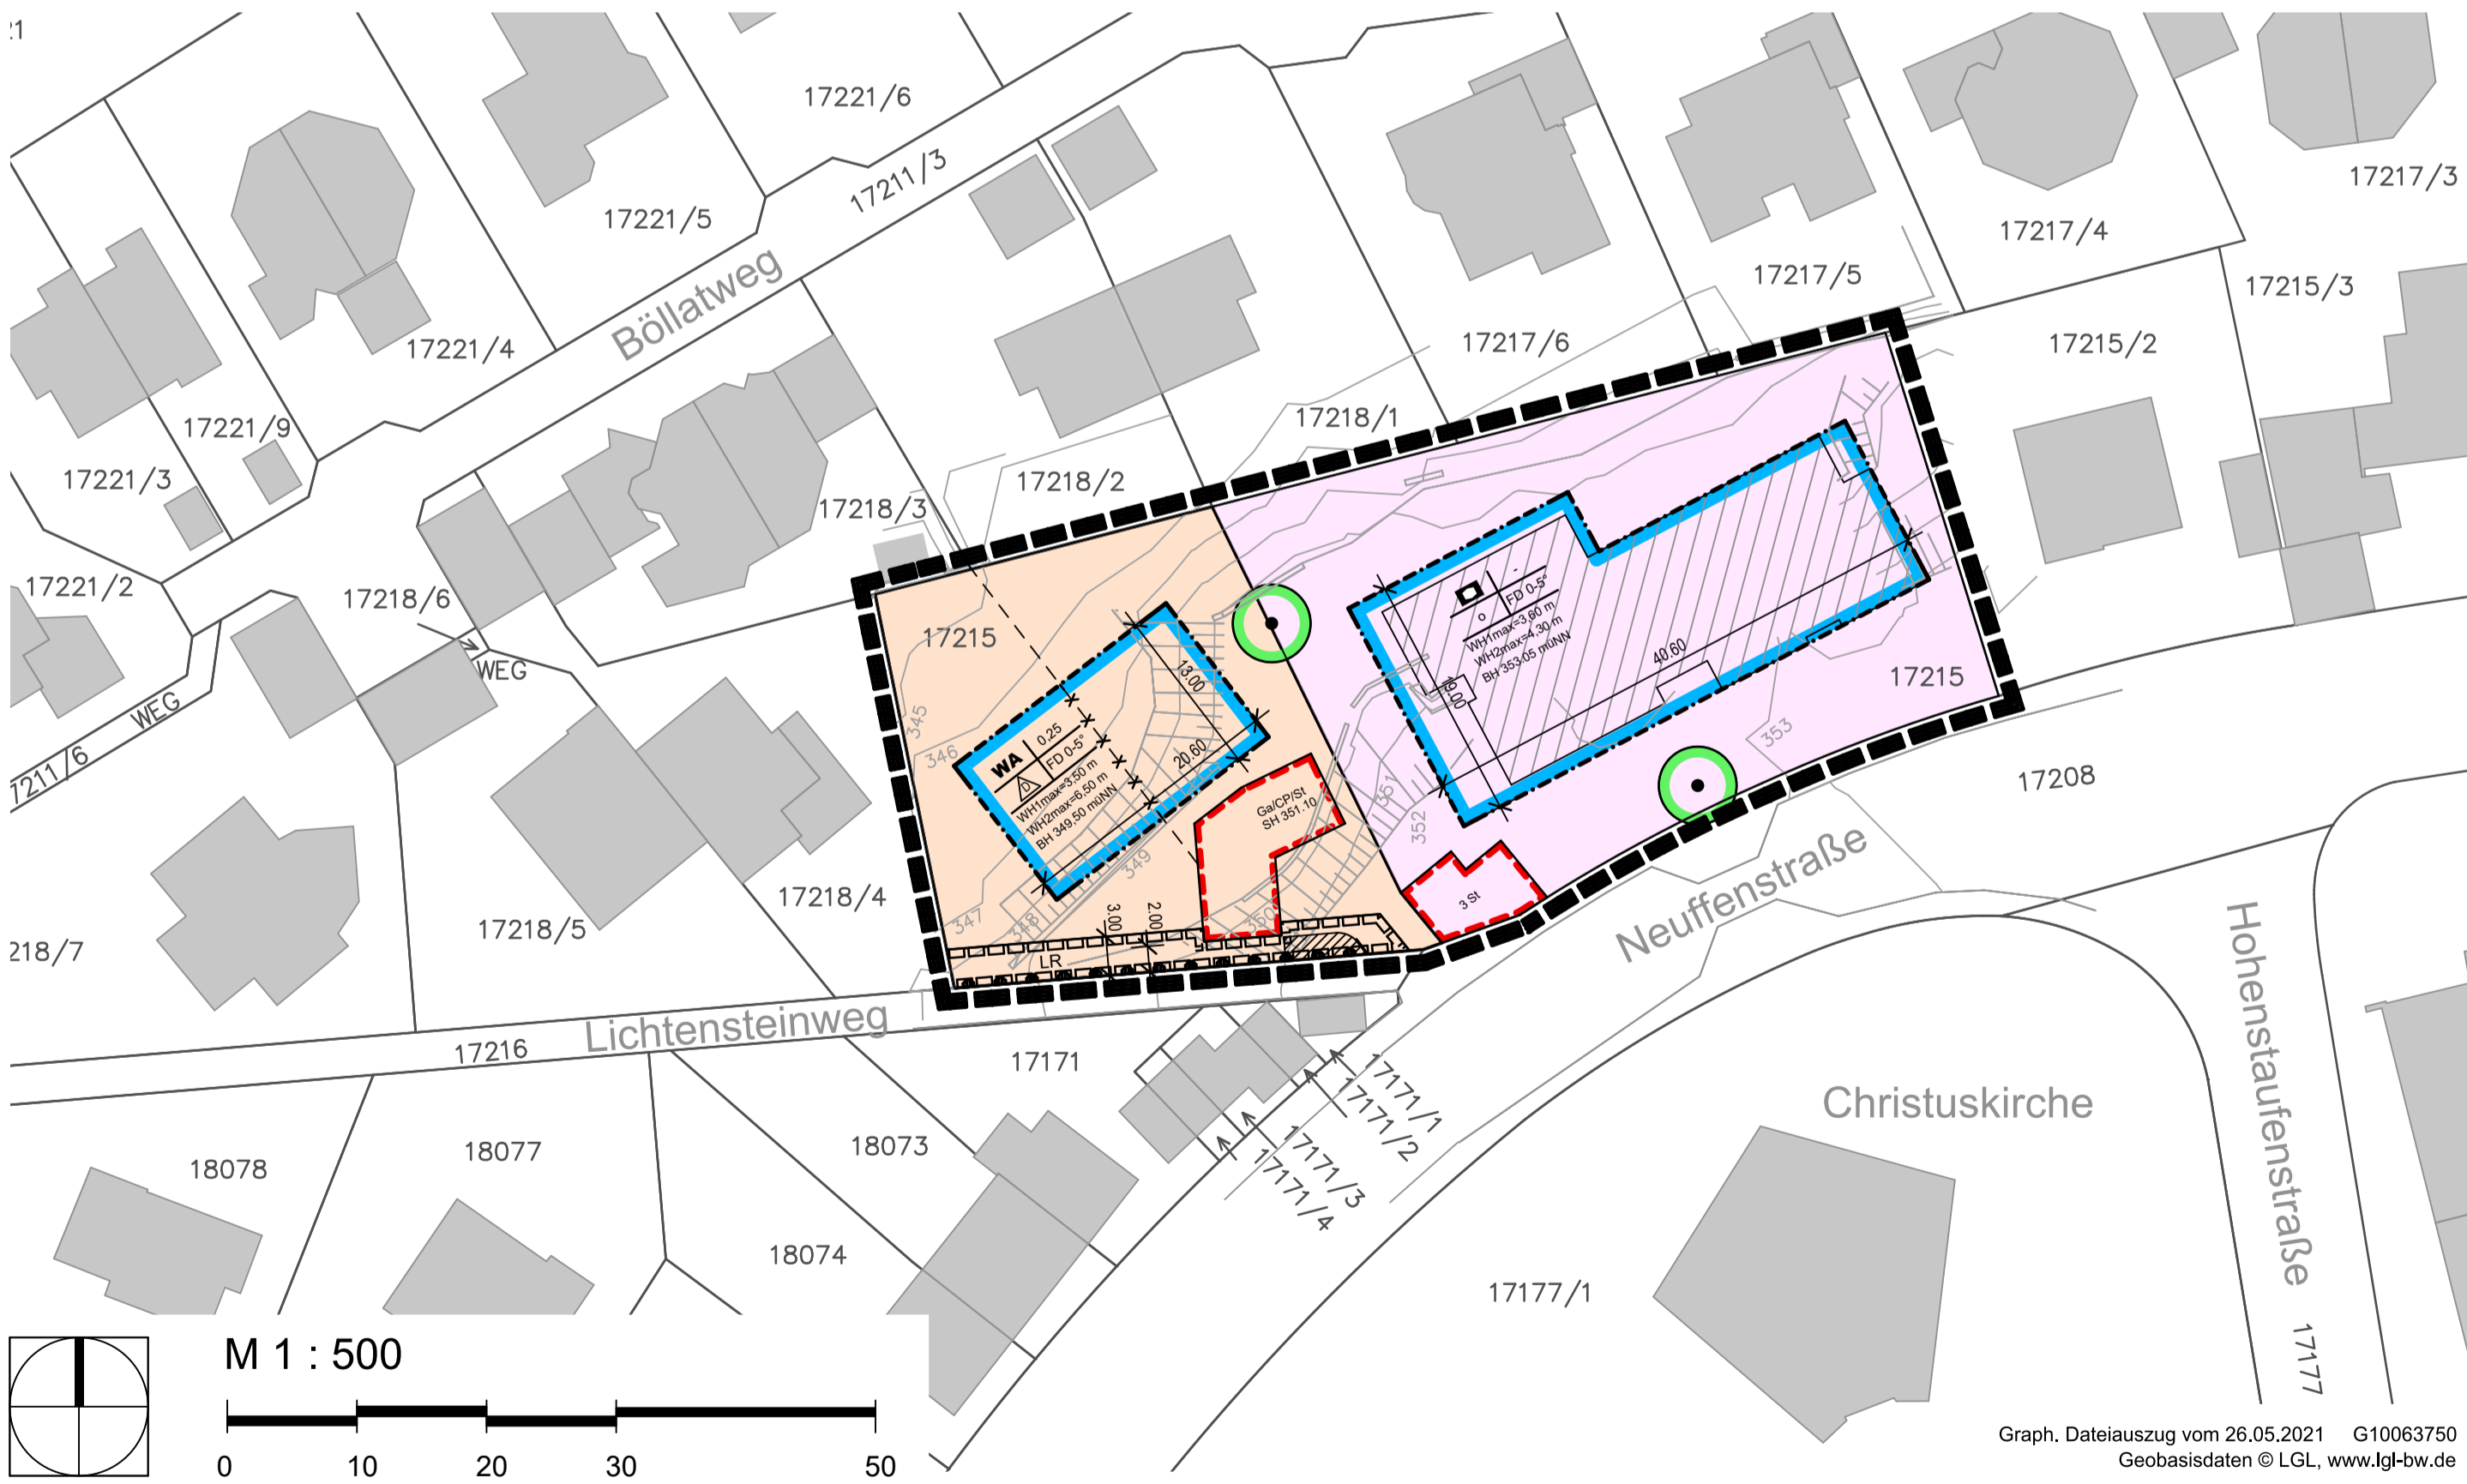 :1
17221/6
17211/3
17221/5
17217/3
17217/4
17217/5
17215/3
Böllatweg
17221/4
17217/6
17215/2
17221/9
17218/1
17221/3
17218/2
17218/3
17221/2
17218/6
WEG
WEG
7211/6
17215
345
346
13.00
20.60
WA
0,25
D
FD 0-5°
WH1max=3,50 m
WH2max=6,50 m
BH 349,50 müNN
347
348
349
350
351
352
353
Ga/CP/St
SH 351.10
-
o
FD 0-5°
WH1max=3,60 m
WH2max=4,30 m
BH 353,05 müNN
19.00
40.60
17215
3 St
3.00
2.00
LR
17208
Neuffenstraße
Hohenstaufenstraße
17177
17218/4
17218/5
218/7
Lichtensteinweg
17216
17171
17171/1
17171/2
17171/3
17171/4
Christuskirche
18078
18077
18073
18074
17177/1
M 1 : 500
0 10 20 30 50
Graph. Dateiauszug vom 26.05.2021 G10063750
Geobasisdaten © LGL, www.lgl-bw.de